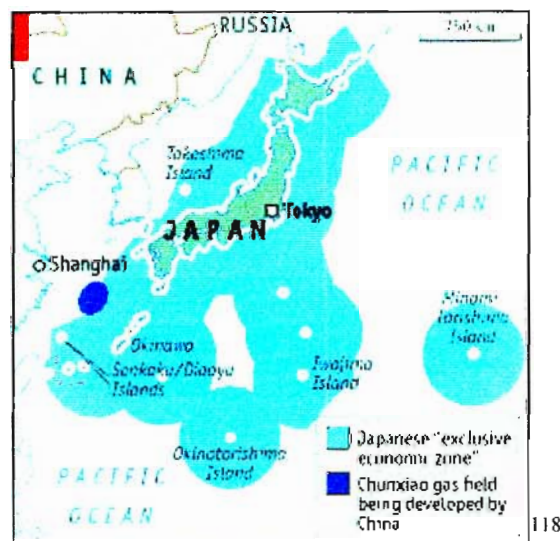 RUSSIA
CHINA
Takeshima
Island
PACIFIC
OCEAN
Tokyo
JAPAN
Shanghai
Okinawa
Senkaku/Diaoyu
Islands
Iwojima
Island
Island
Okinotorishima
Island
Japanese "exclusive
economic zone"
Chunxiao gas field
being developed by
China
PACIFIC
OCEAN
118